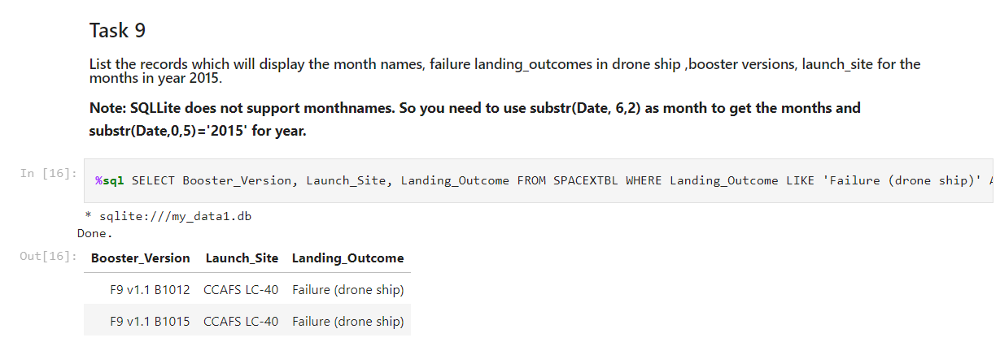 Task 9
List the records which will display the month names, failure landing_outcomes in drone ship ,booster versions, launch_site for the
months in year 2015.
Note: SQLLite does not support monthnames. So you need to use substr(Date, 6,2) as month to get the months and
substr(Date,0,5)='2015' for year.
In [16]: %sql SELECT Booster_Version, Launch_Site, Landing_Outcome FROM SPACEXTBL WHERE Landing_Outcome LIKE 'Failure (drone ship)'
* sqlite:///my_data1.db
Done.
Out[16]: Booster_Version Launch_Site Landing_Outcome
F9 v1.1 B1012 CCAFS LC-40 Failure (drone ship)
F9 v1.1 B1015 CCAFS LC-40 Failure (drone ship)